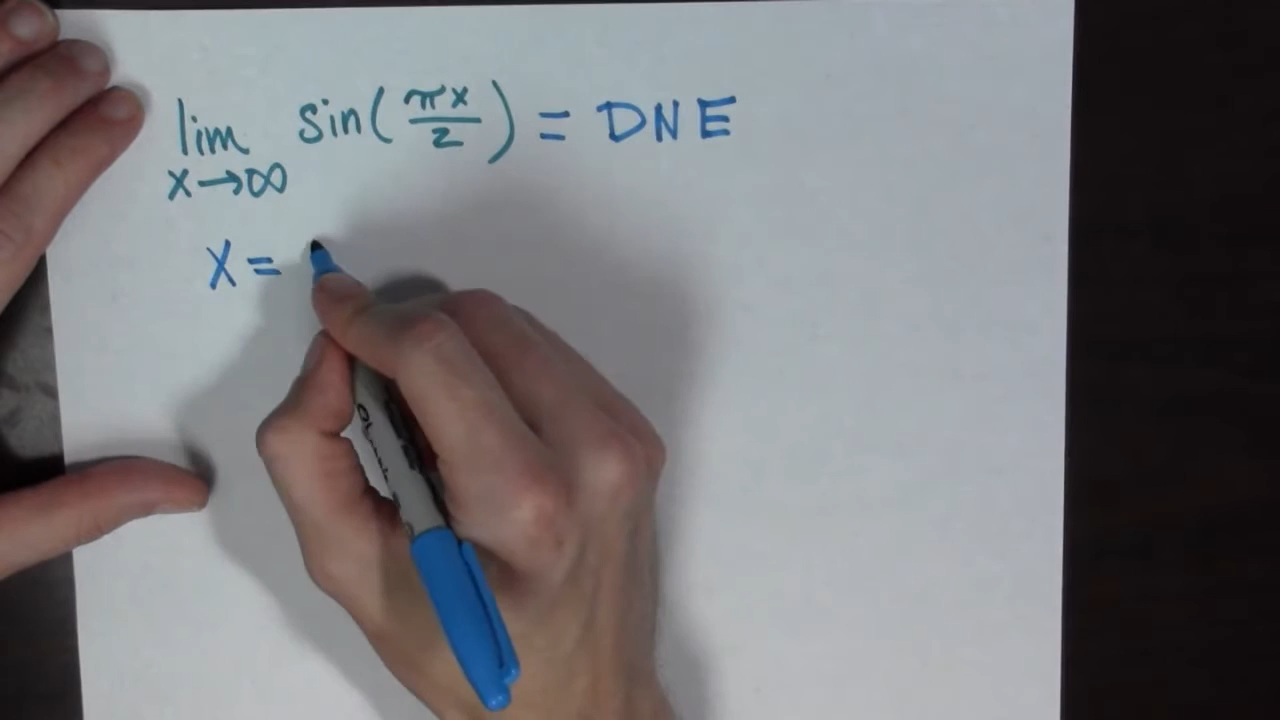 lim sin(πx/2) = DNE
x→∞
x =